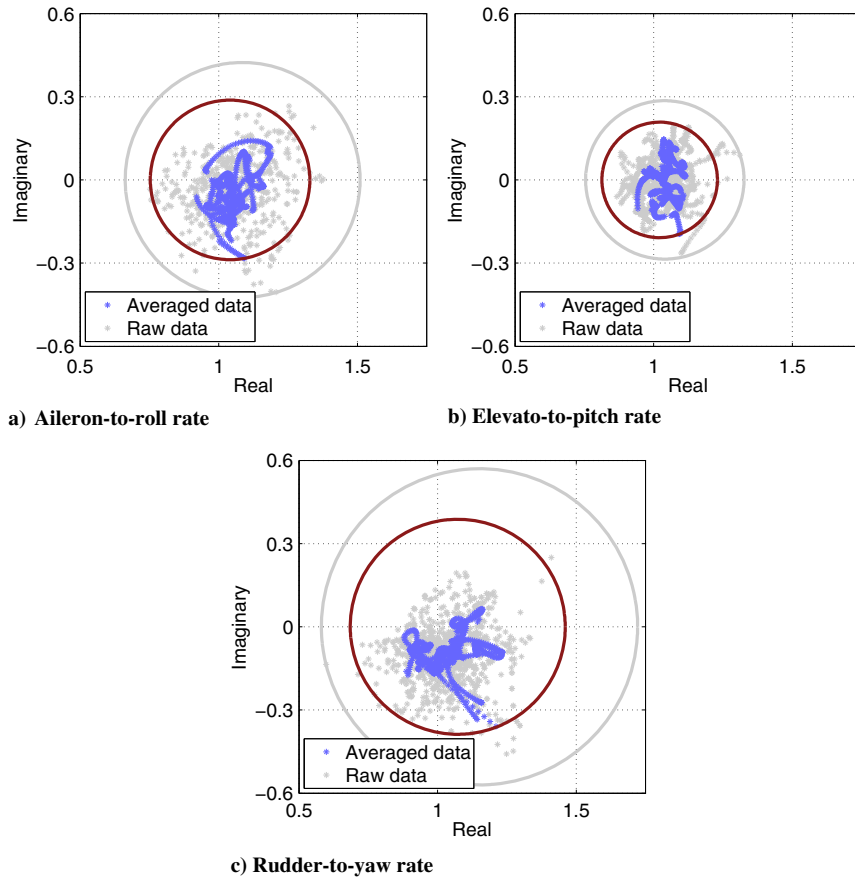 0.6
0.3
0
−0.3
−0.6
Imaginary
0.5
1
1.5
Real
Averaged data
Raw data
a) Aileron-to-roll rate
0.6
0.3
0
−0.3
−0.6
Imaginary
0.5
1
1.5
Real
Averaged data
Raw data
b) Elevato-to-pitch rate
0.6
0.3
0
−0.3
−0.6
Imaginary
0.5
1
1.5
Real
Averaged data
Raw data
c) Rudder-to-yaw rate